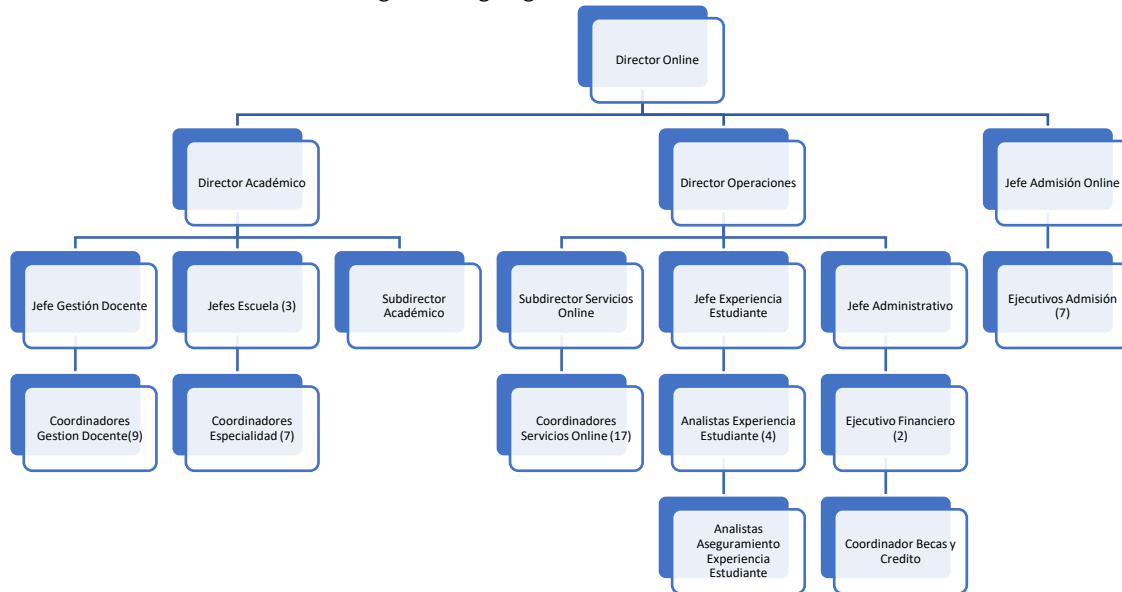 Director Online
Director Académico
Director Operaciones
Jefe Admisión Online
Jefe Gestión Docente
Jefes Escuela (3)
Subdirector
Académico
Subdirector Servicios
Online
Jefe Experiencia
Estudiante
Jefe Administrativo
Ejecutivos Admisión
(7)
Coordinadores
Gestion Docente(9)
Coordinadores
Especialidad (7)
Coordinadores
Servicios Online (17)
Analistas Experiencia
Estudiante (4)
Ejecutivo Financiero
(2)
Analistas
Aseguramiento
Experiencia
Estudiante
Coordinador Becas y
Credito